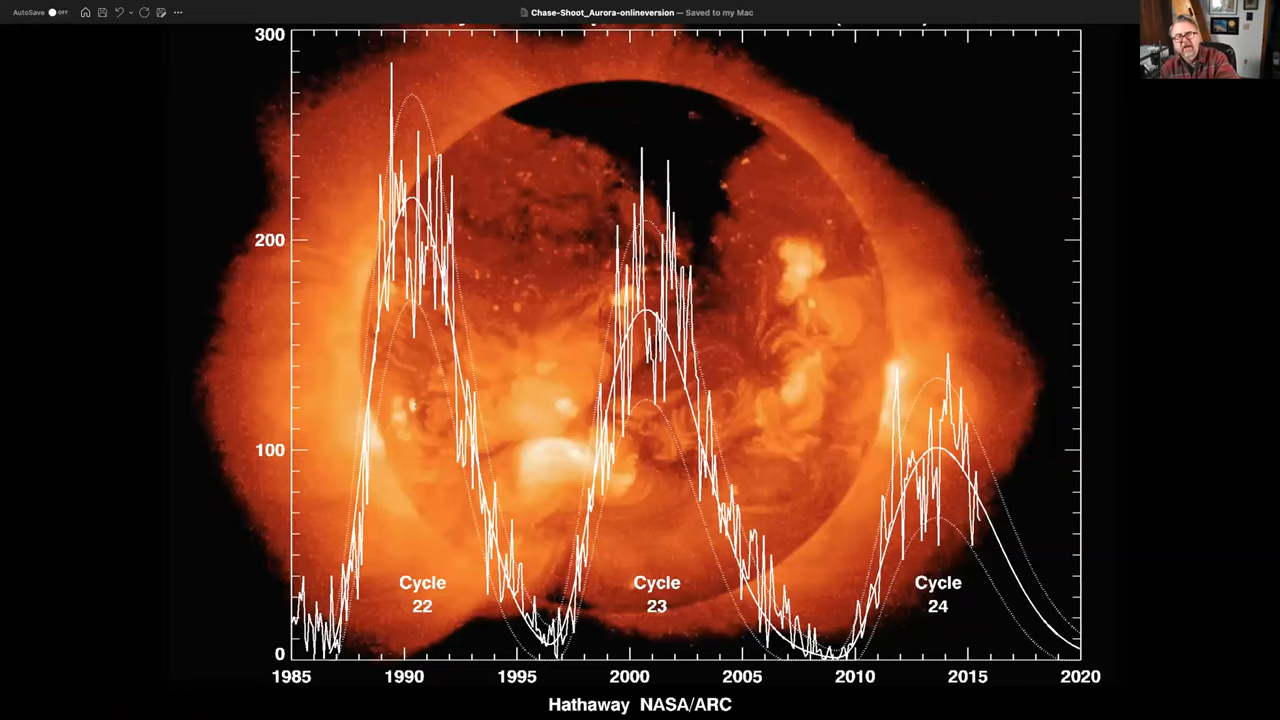 AutoSave OFF
Chase-Shoot_Aurora-onlineversion — Saved to my Mac
300
200
100
0
Cycle
22
Cycle
23
Cycle
24
1985 1990 1995 2000 2005 2010 2015 2020
Hathaway NASA/ARC